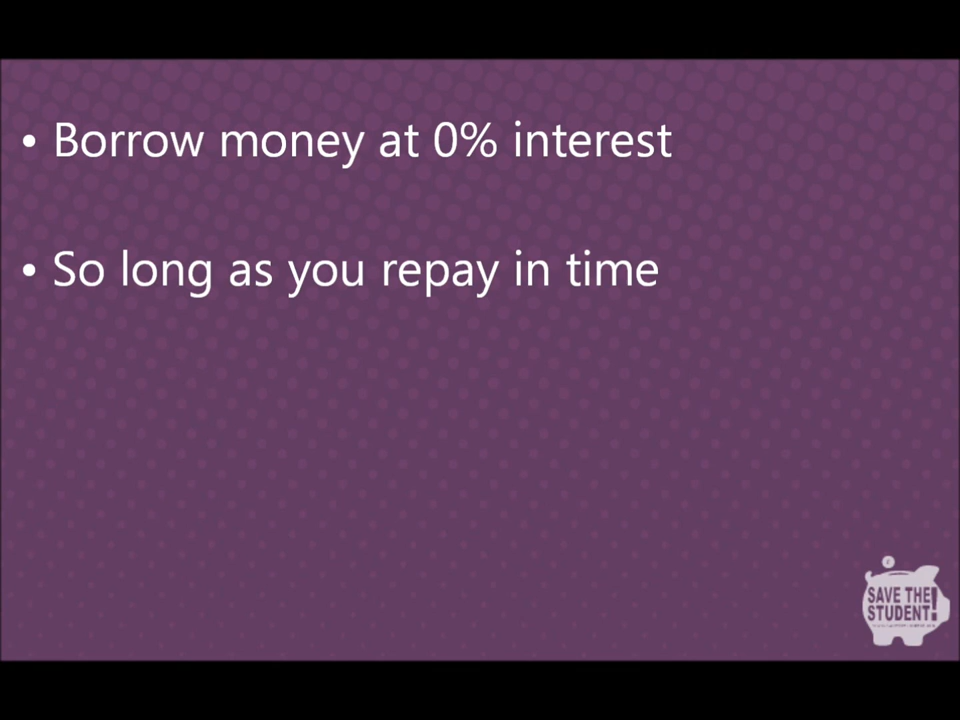 • Borrow money at 0% interest
• So long as you repay in time
SAVE THE
STUDENT!